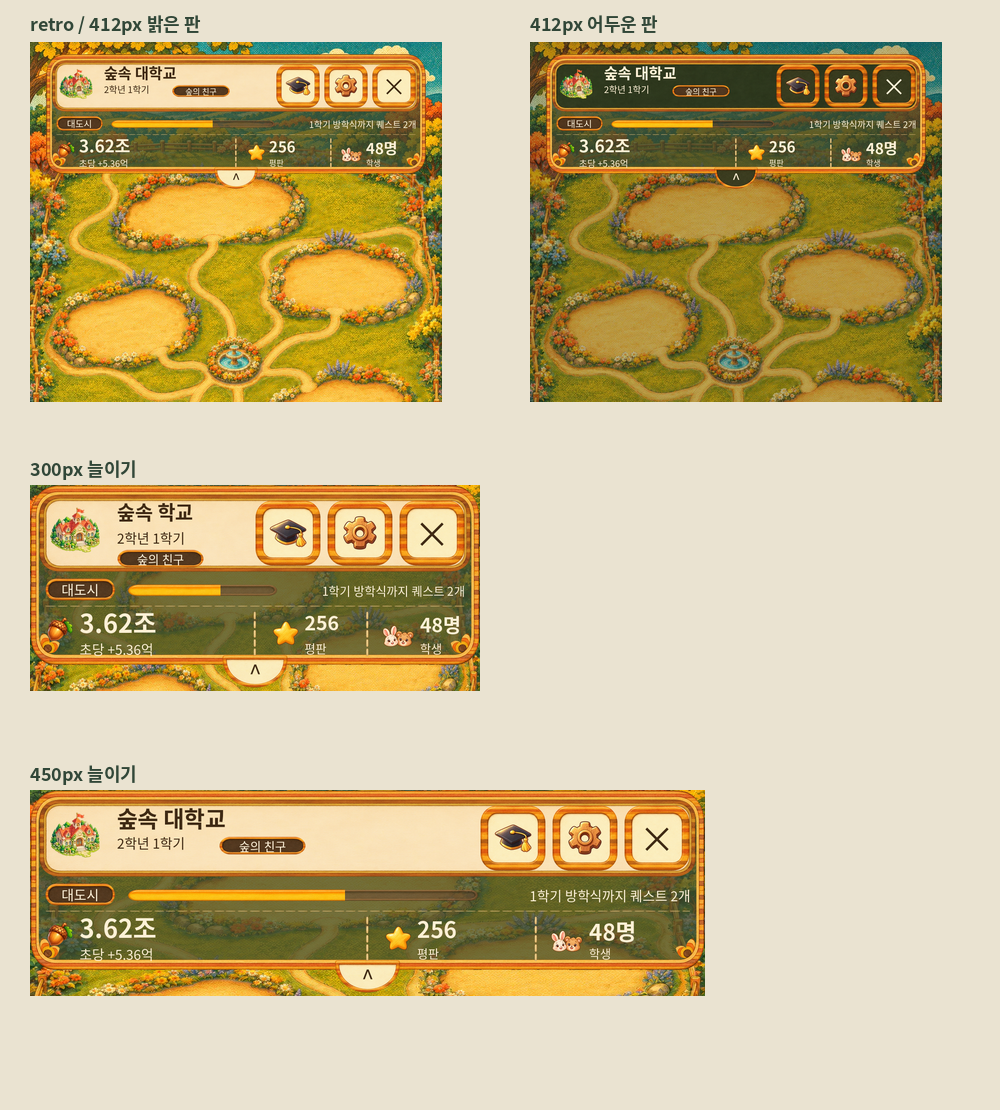 retro / 412px 밝은 판
숲속 대학교
2학년 1학기
숲의 친구
대도시
1학기 방학식까지 퀘스트 2개
3.62조
초당 +5.36억
256
평판
48명
학생
412px 어두운 판
숲속 대학교
2학년 1학기
숲의 친구
대도시
1학기 방학식까지 퀘스트 2개
3.62조
초당 +5.36억
256
평판
48명
학생
300px 늘이기
숲속 학교
2학년 1학기
숲의 친구
대도시
1학기 방학식까지 퀘스트 2개
3.62조
초당 +5.36억
256
평판
48명
학생
450px 늘이기
숲속 대학교
2학년 1학기
숲의 친구
대도시
1학기 방학식까지 퀘스트 2개
3.62조
초당 +5.36억
256
평판
48명
학생